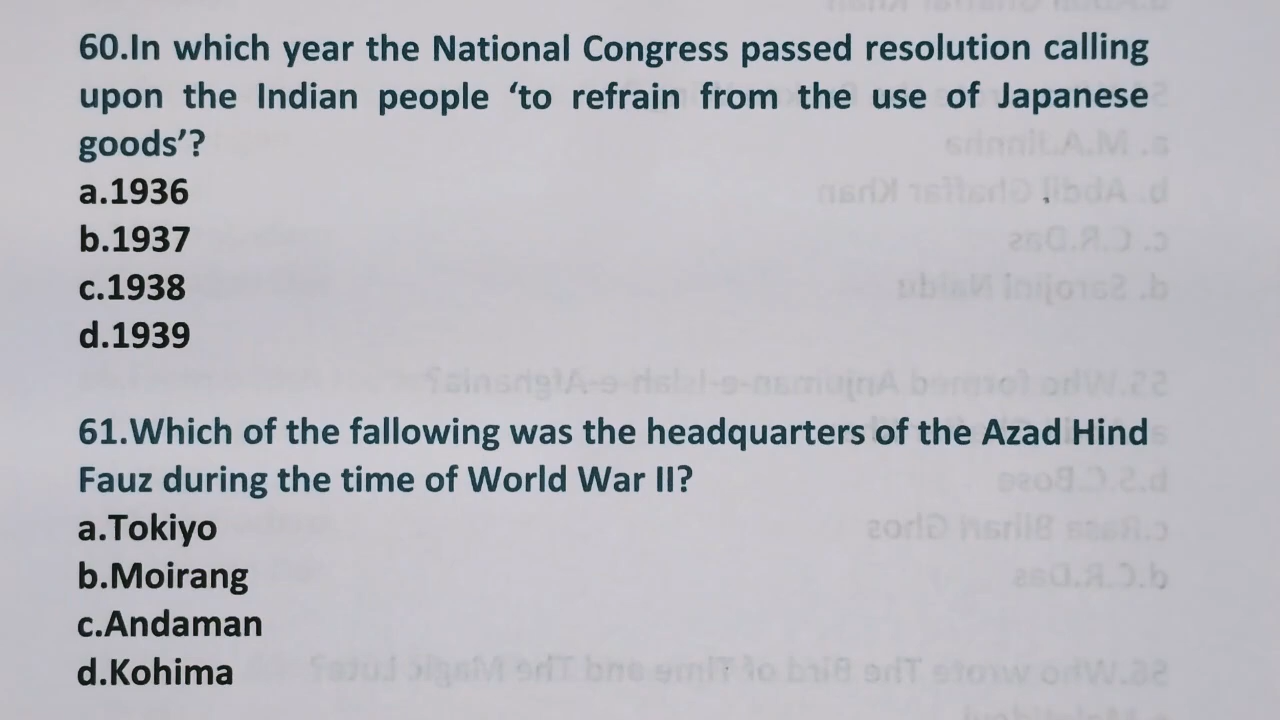 60.In which year the National Congress passed resolution calling
upon the Indian people ‘to refrain from the use of Japanese
goods’?
a.1936
b.1937
c.1938
d.1939
61.Which of the fallowing was the headquarters of the Azad Hind
Fauz during the time of World War II?
a.Tokiyo
b.Moirang
c.Andaman
d.Kohima